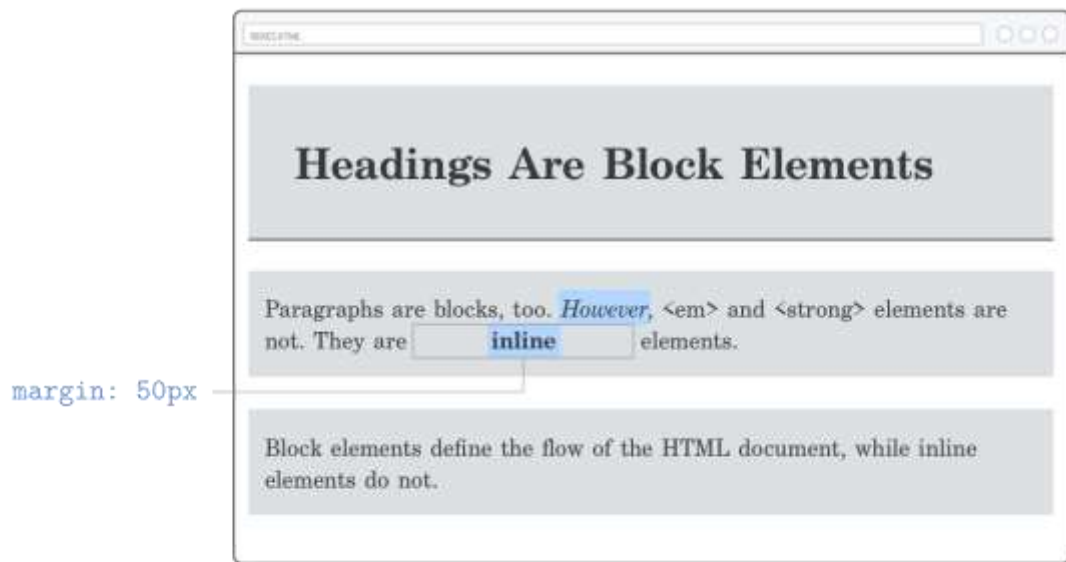 Headings Are Block Elements
Paragraphs are blocks, too. However, <em> and <strong> elements are
not. They are inline elements.
margin: 50px
Block elements define the flow of the HTML document, while inline
elements do not.